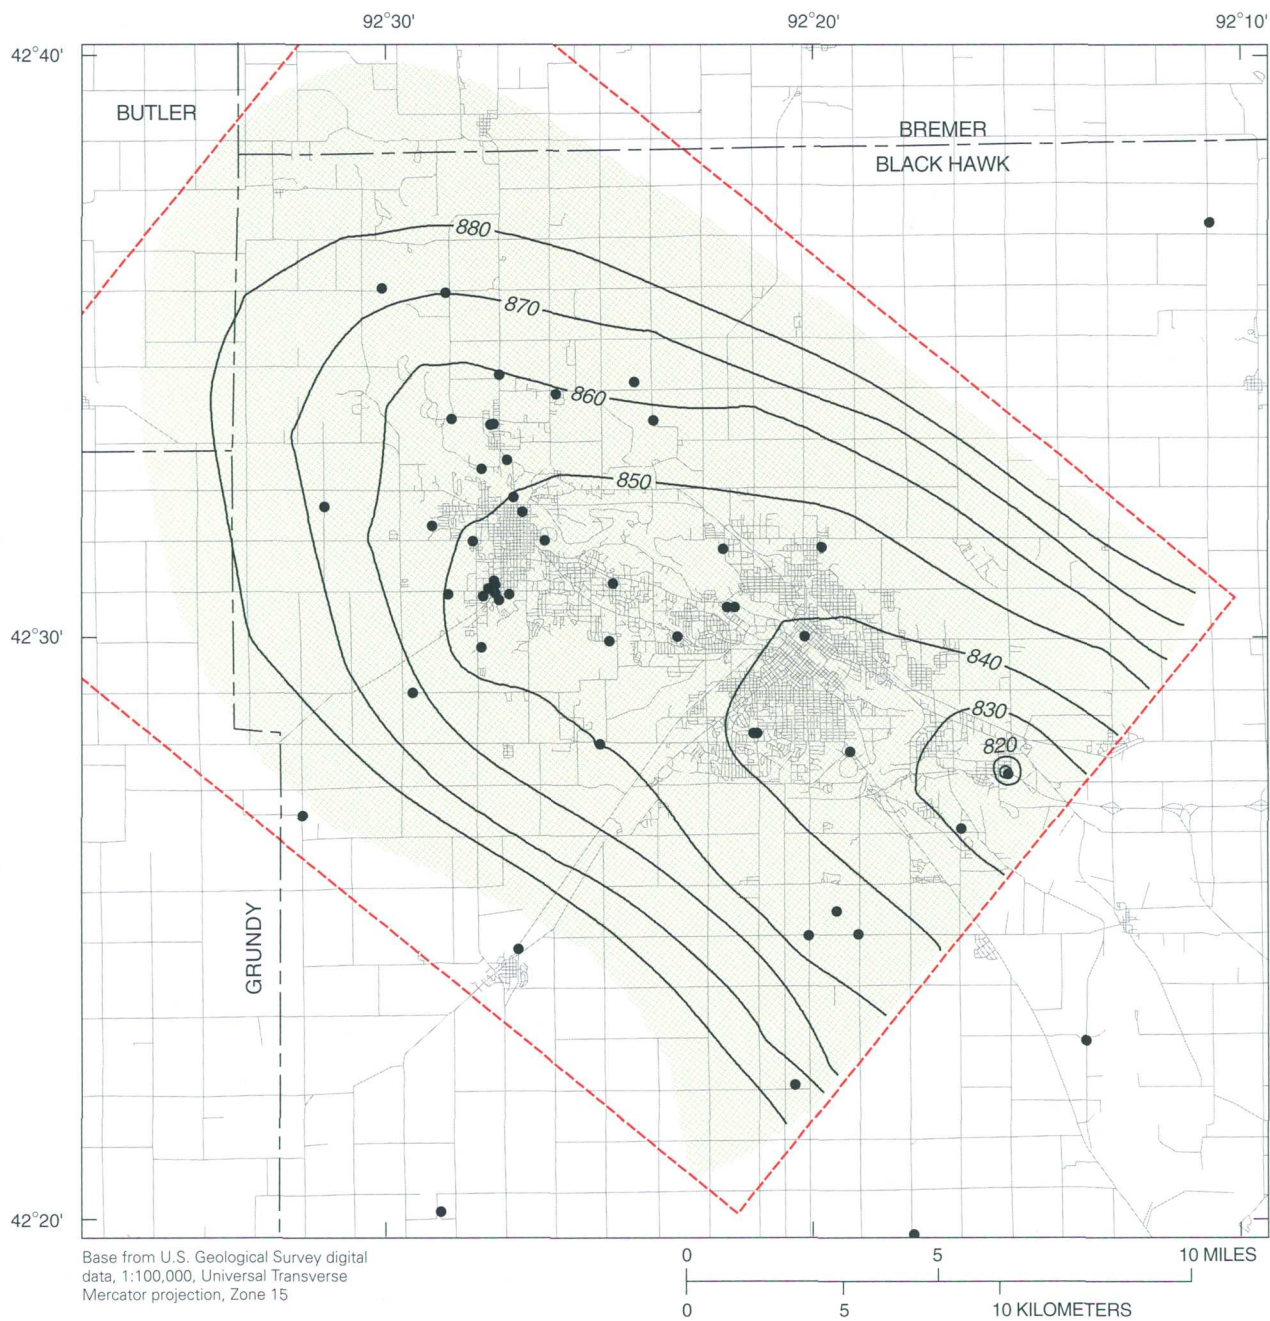 92°30' 92°20' 92°10'
42°40'
BUTLER
BREMER
BLACK HAWK
880
870
860
850
42°30'
840
830
820
GRUNDY
42°20'
Base from U.S. Geological Survey digital
data, 1:100,000, Universal Transverse
Mercator projection, Zone 15
0 5 10 MILES
0 5 10 KILOMETERS